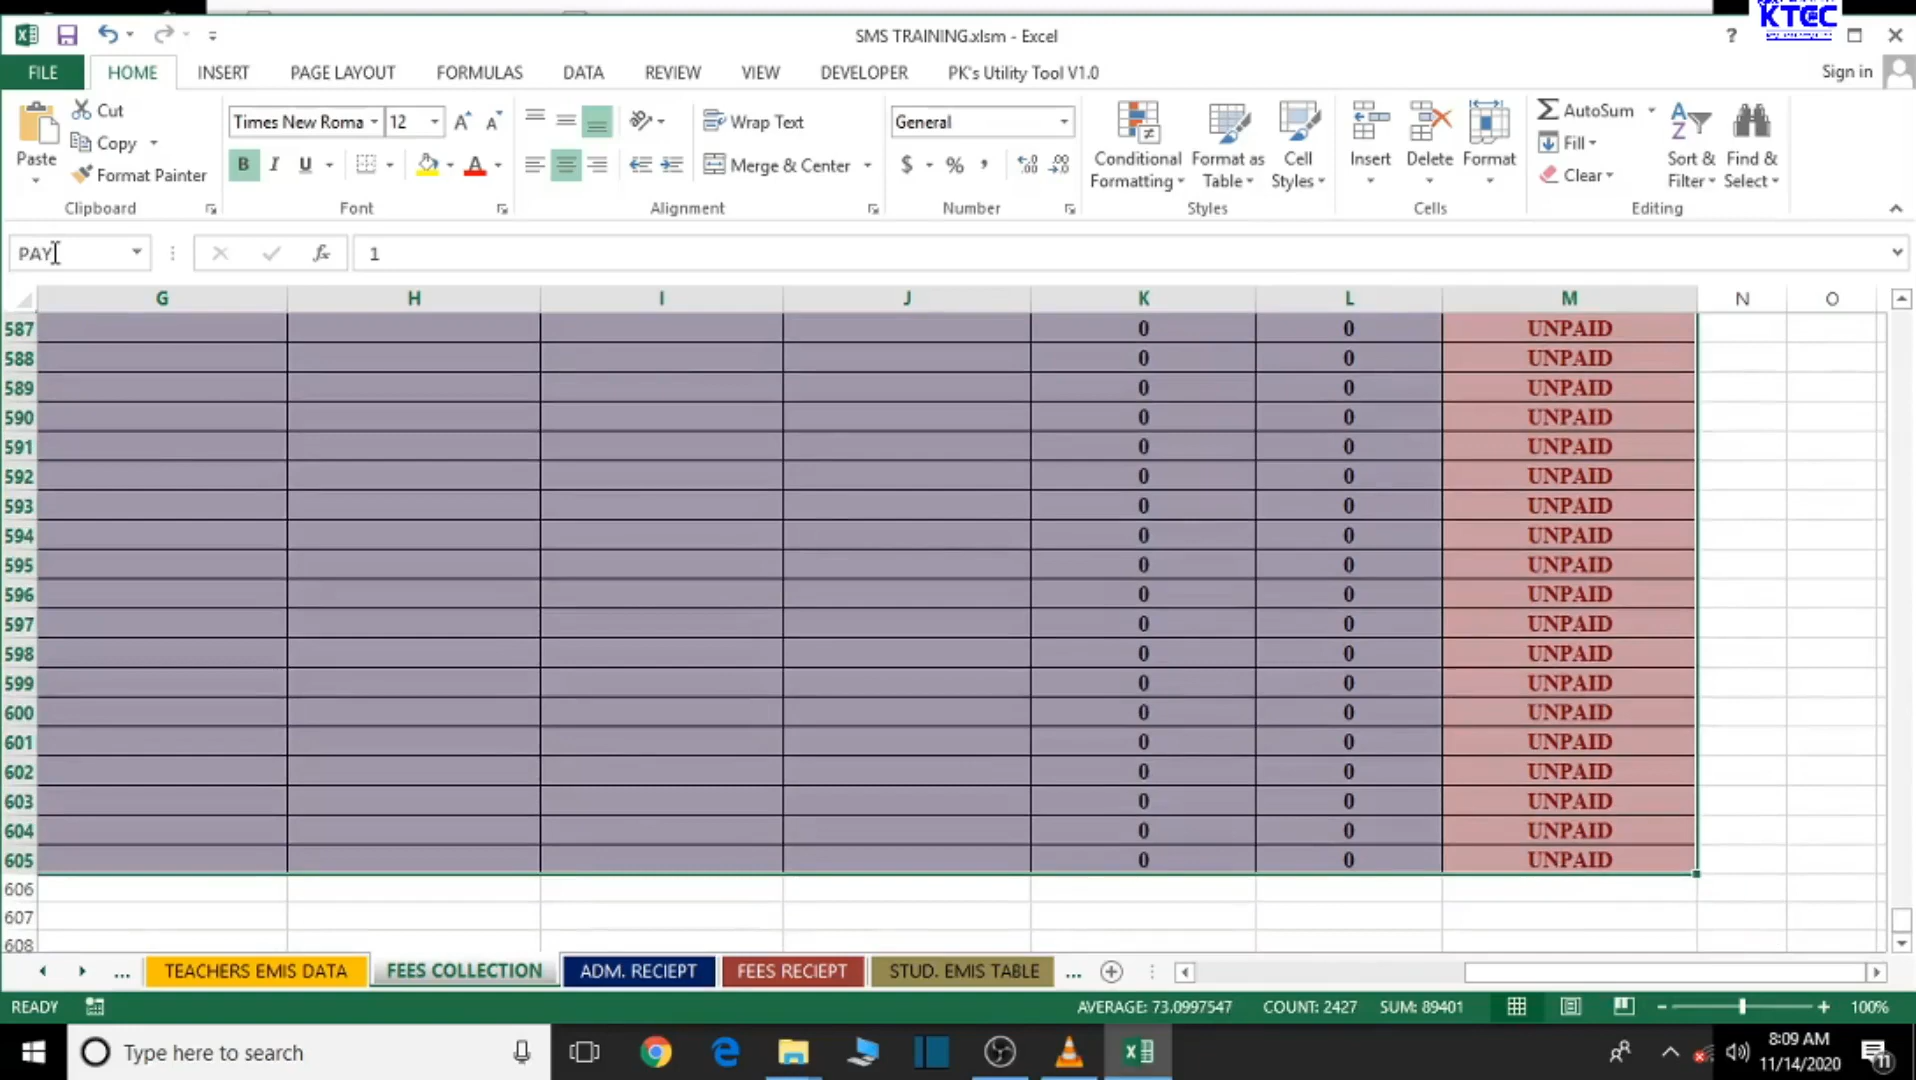 KTEC
SMS TRAINING.xlsm - Excel
?
FILE HOME INSERT PAGE LAYOUT FORMULAS DATA REVIEW VIEW DEVELOPER PK's Utility Tool V1.0 Sign in
Paste
Cut
Copy
Format Painter
Clipboard
Times New Roma 12
B I U
Font
Wrap Text
Merge & Center
Alignment
General
$ % ,
Number
Conditional Formatting
Format as Table
Cell Styles
Styles
Insert
Delete
Format
Cells
AutoSum
Fill
Clear
Sort & Filter
Find & Select
Editing
PAY fx 1
G H I J K L M N O
587 0 0 UNPAID
588 0 0 UNPAID
589 0 0 UNPAID
590 0 0 UNPAID
591 0 0 UNPAID
592 0 0 UNPAID
593 0 0 UNPAID
594 0 0 UNPAID
595 0 0 UNPAID
596 0 0 UNPAID
597 0 0 UNPAID
598 0 0 UNPAID
599 0 0 UNPAID
600 0 0 UNPAID
601 0 0 UNPAID
602 0 0 UNPAID
603 0 0 UNPAID
604 0 0 UNPAID
605 0 0 UNPAID
606
607
608
... TEACHERS EMIS DATA FEES COLLECTION ADM. RECIEPT FEES RECIEPT STUD. EMIS TABLE ...
READY AVERAGE: 73.0997547 COUNT: 2427 SUM: 89401 100%
Type here to search
8:09 AM
11/14/2020
11